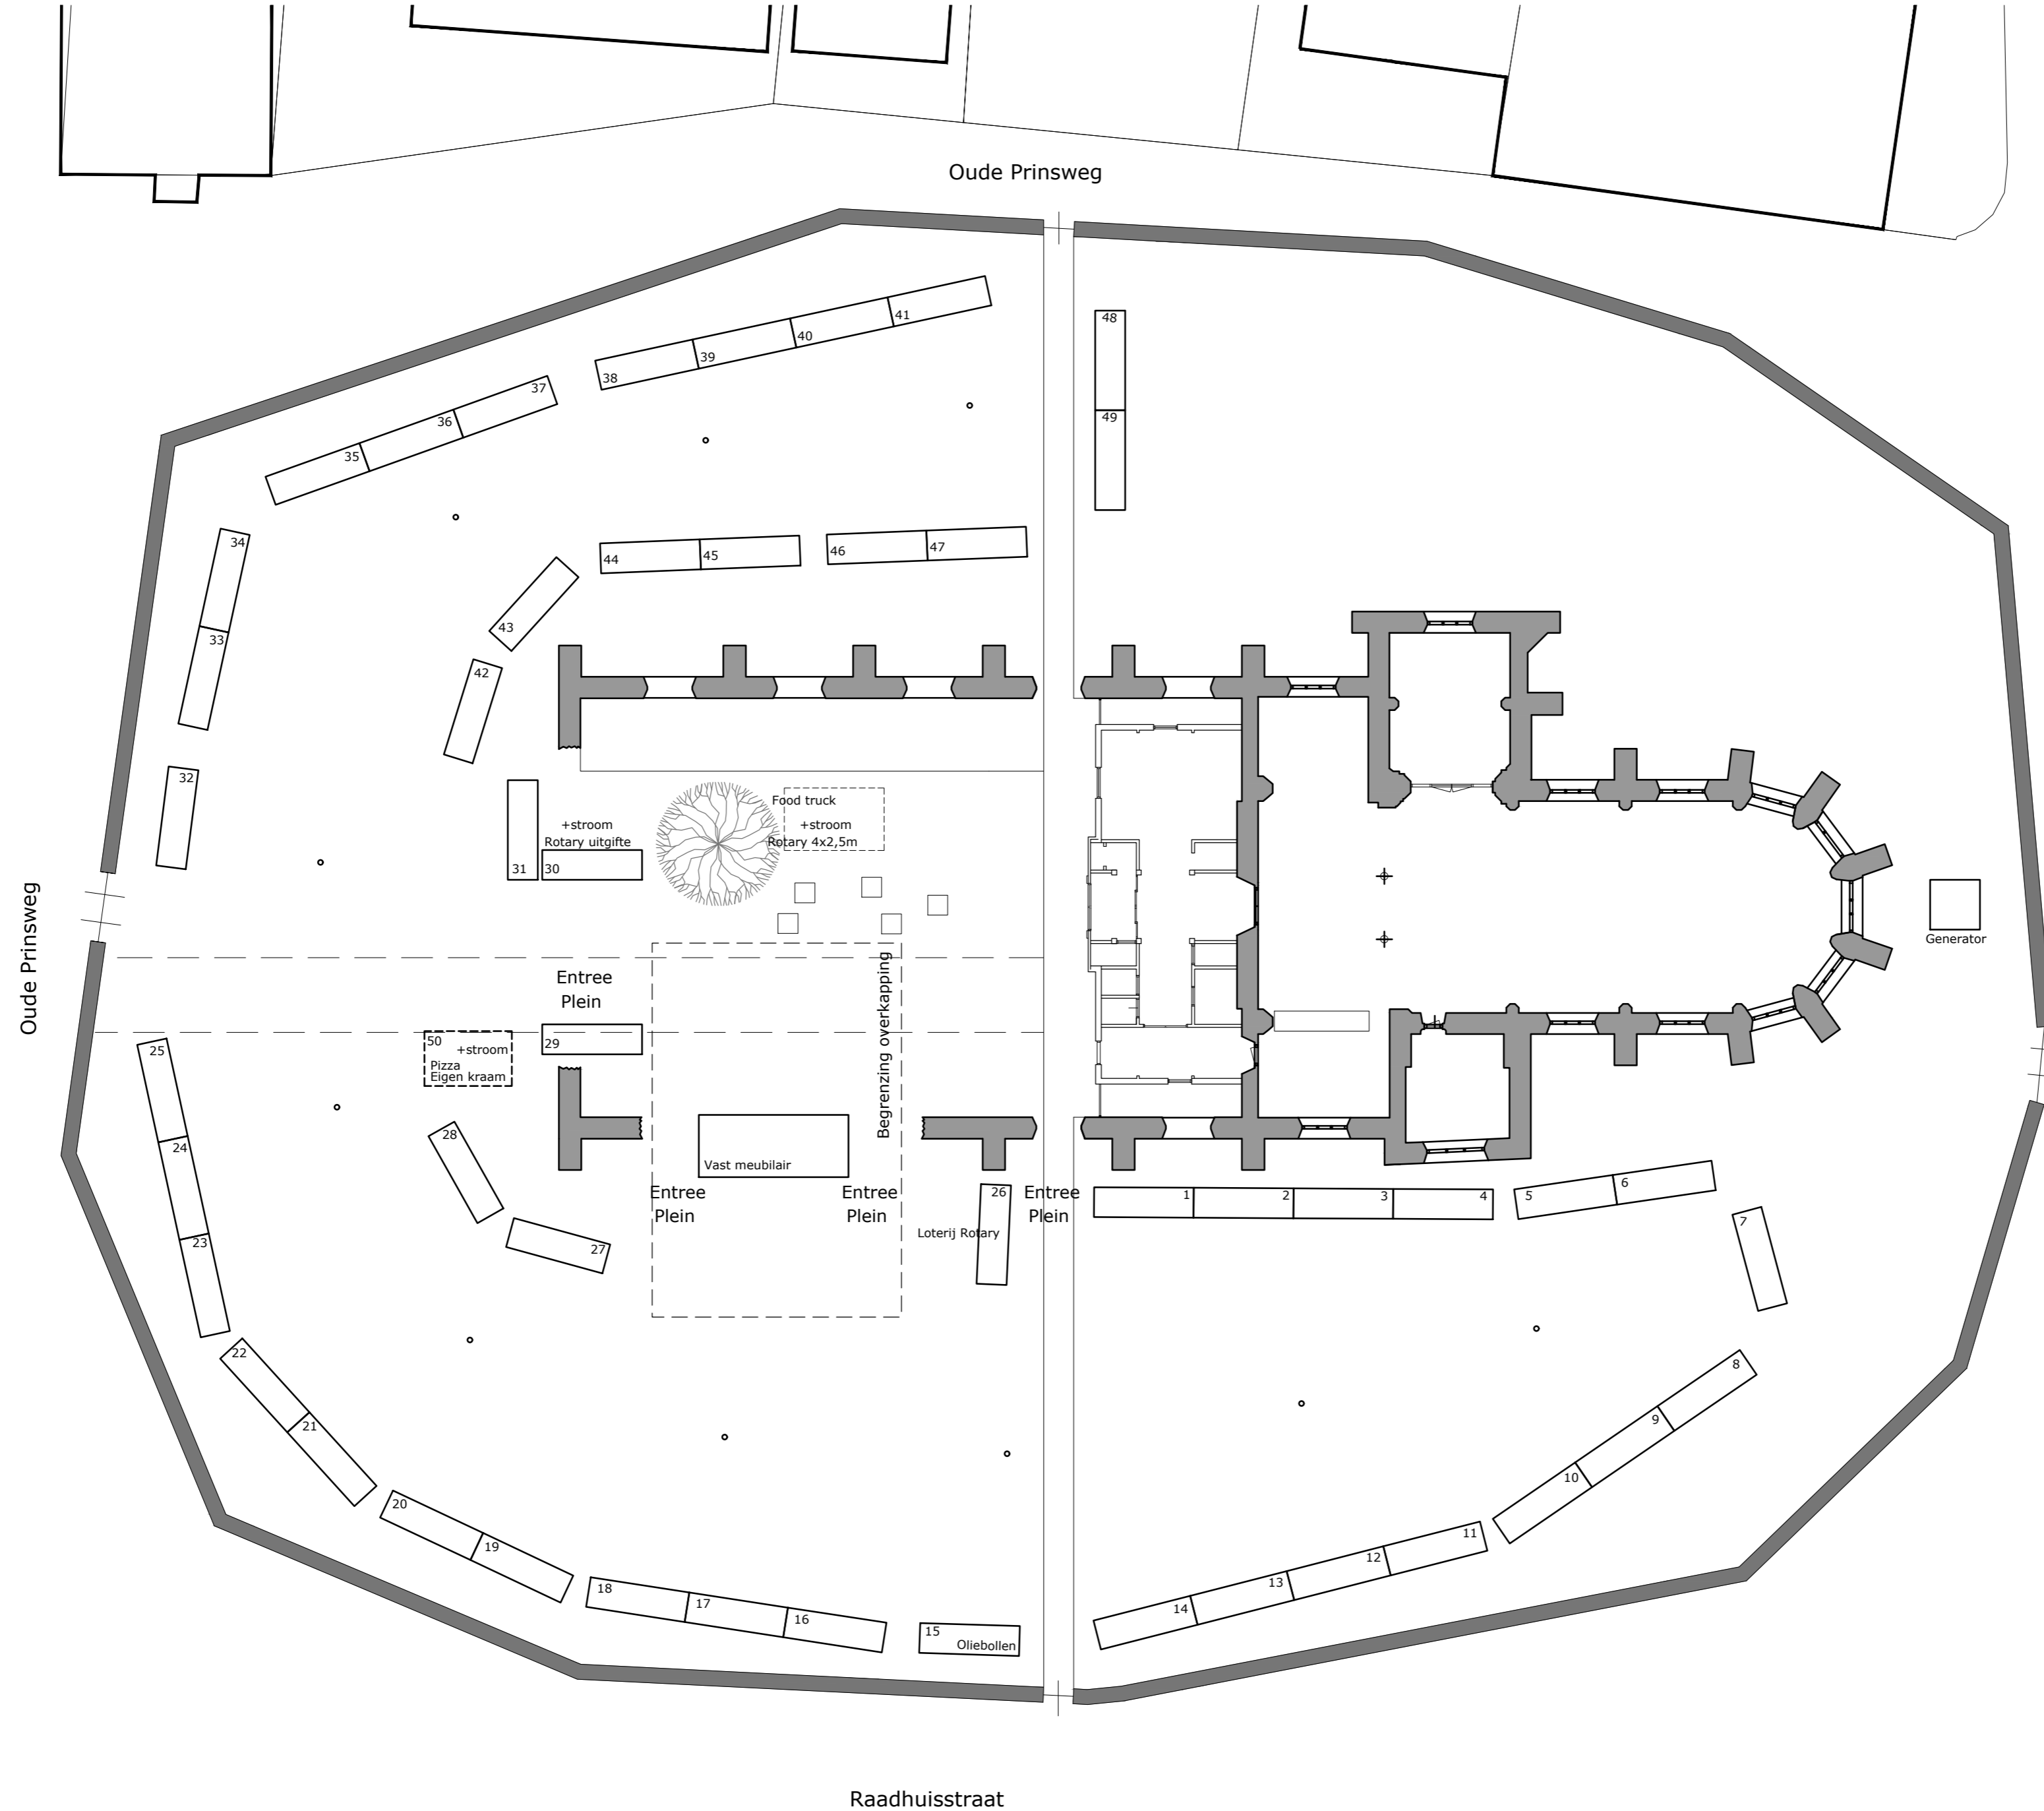 Oude Prinsweg
48
41
40
39
38
49
37
36
35
34
33
32
47
46
45
44
43
42
Food truck
+stroom
Rotary 4x2,5m
+stroom
Rotary uitgifte
31
30
Oude Prinsweg
Generator
Entree
Plein
Begrenzing overkapping
29
50
+stroom
Pizza
Eigen kraam
25
24
23
28
27
Vast meubilair
Entree
Plein
Entree
Plein
26
Loterij Rotary
Entree
Plein
1
2
3
4
5
6
7
8
9
10
11
12
13
14
22
21
20
19
18
17
16
15
Oliebollen
Raadhuisstraat